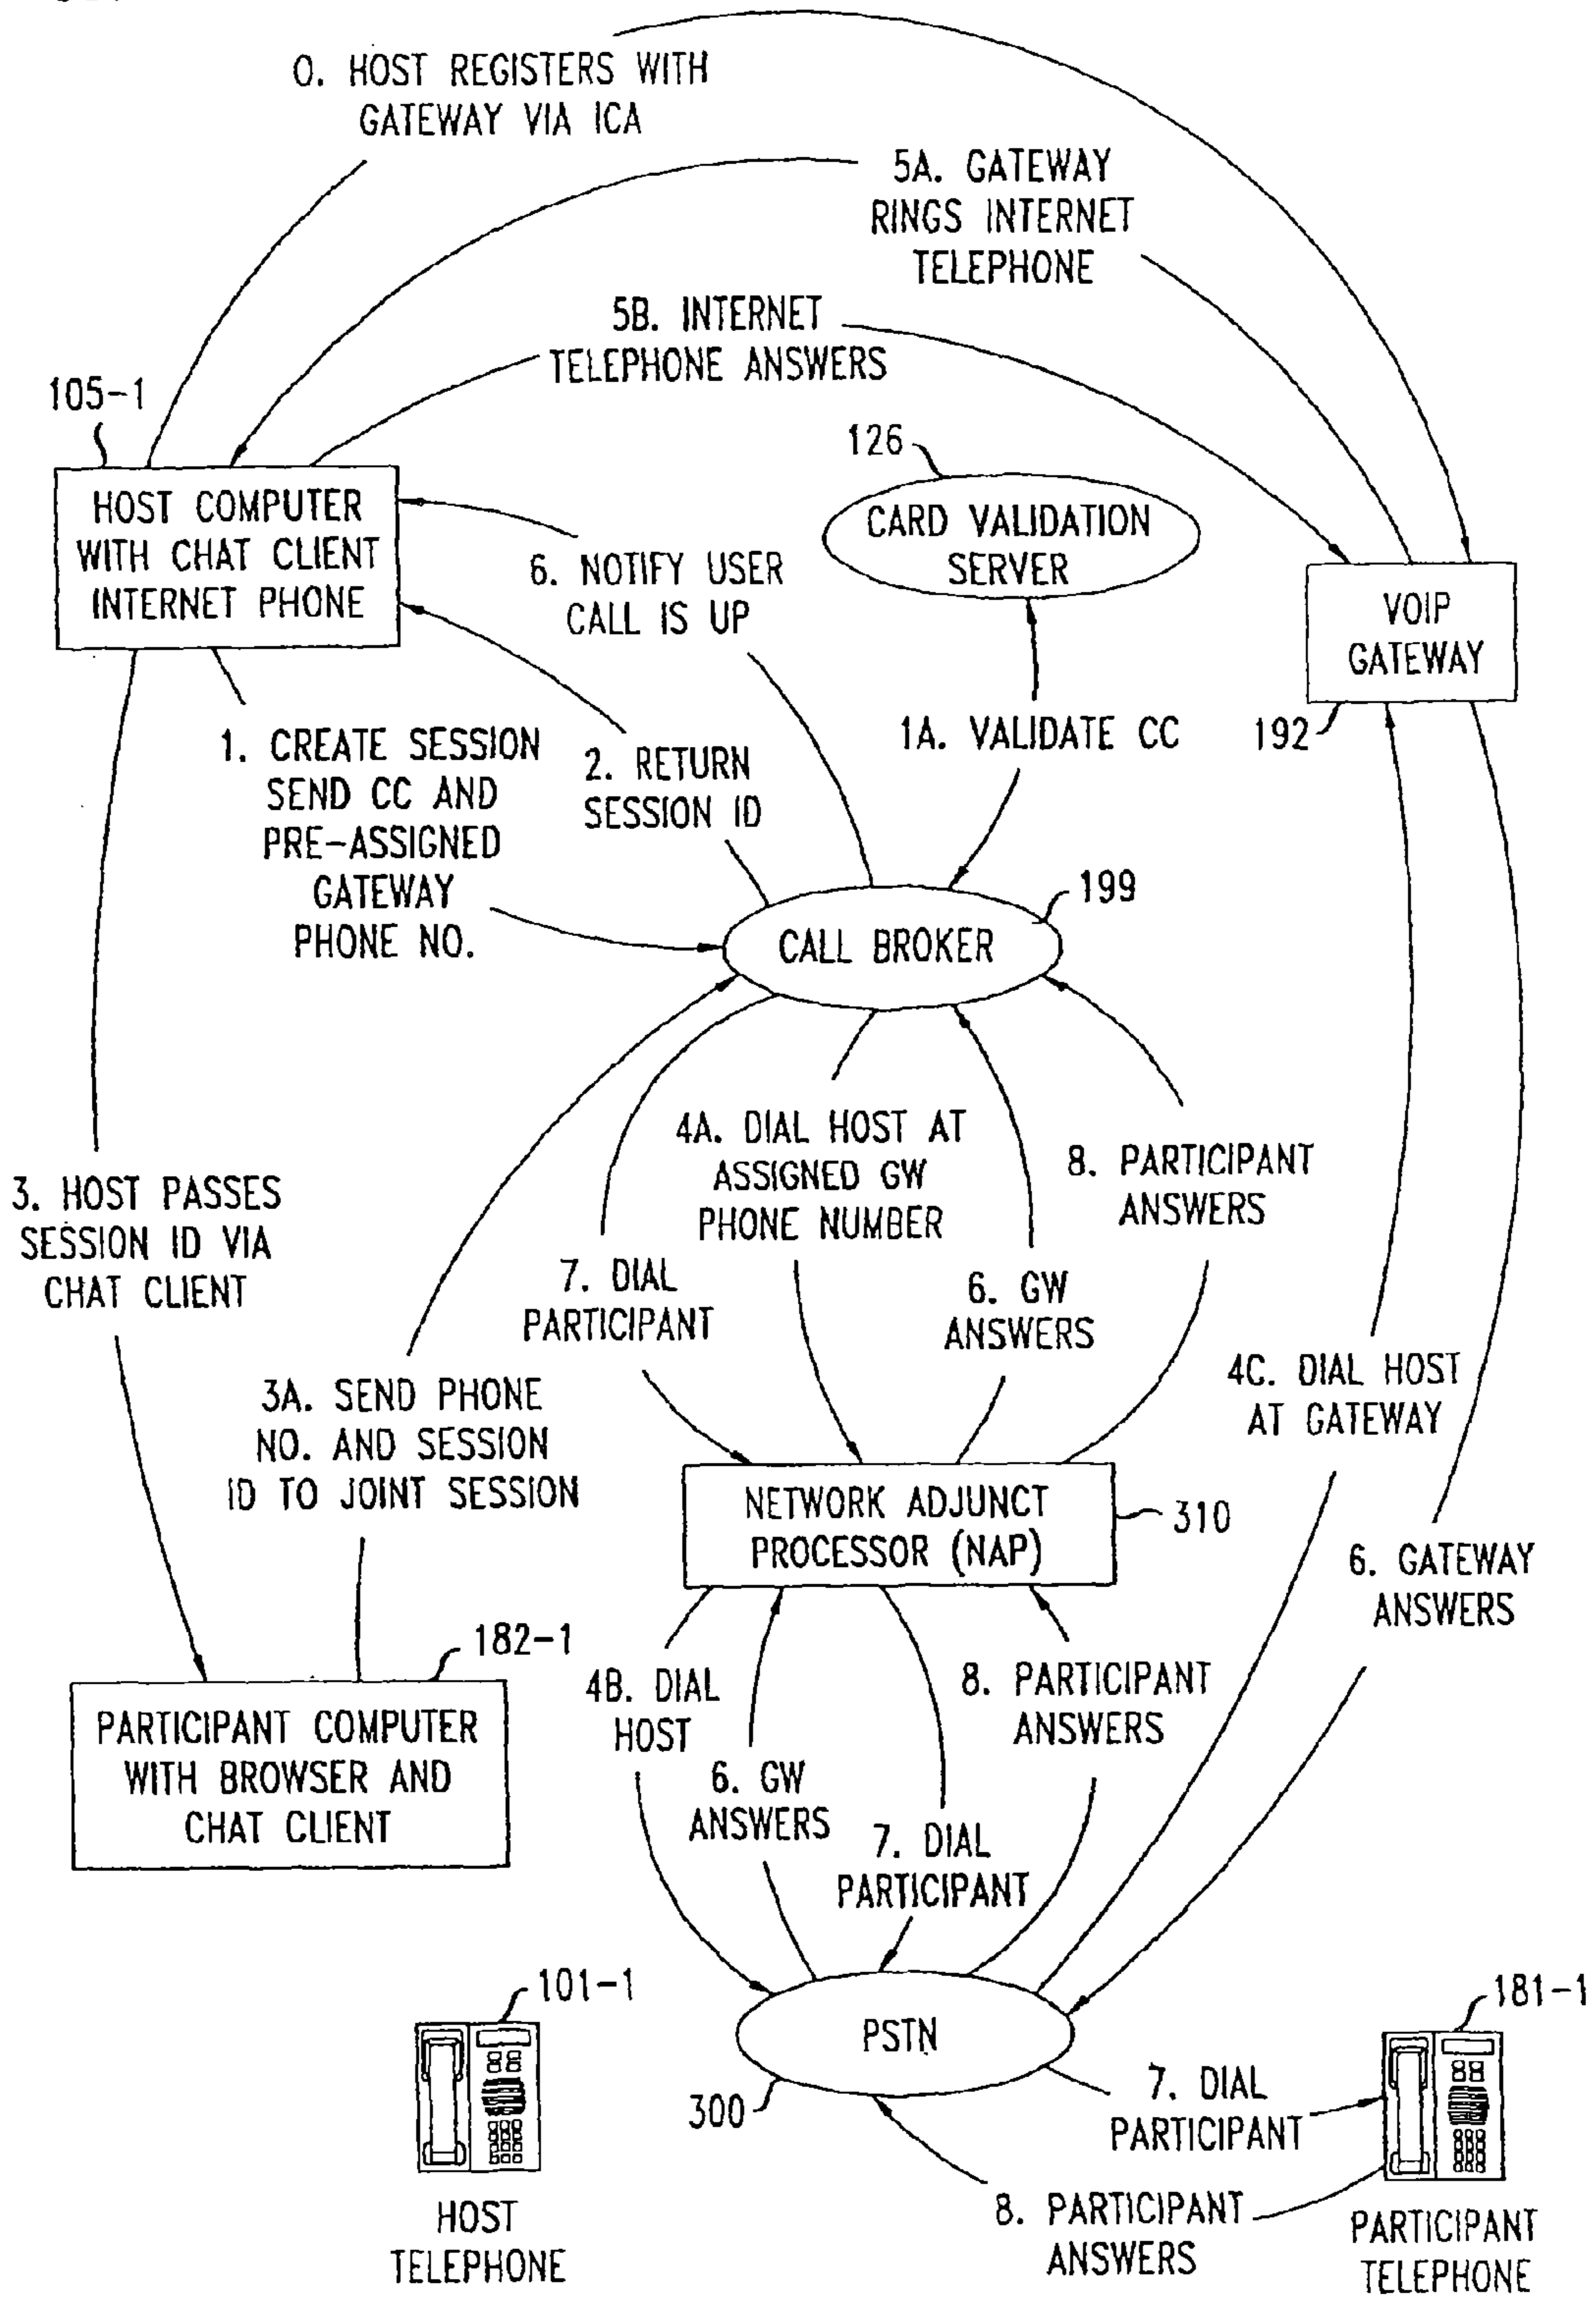 0. HOST REGISTERS WITH
GATEWAY VIA ICA
5A. GATEWAY
RINGS INTERNET
TELEPHONE
5B. INTERNET
TELEPHONE ANSWERS
105-1
HOST COMPUTER
WITH CHAT CLIENT
INTERNET PHONE
126
CARD VALIDATION
SERVER
6. NOTIFY USER
CALL IS UP
VOIP
GATEWAY
192
1. CREATE SESSION
SEND CC AND
PRE-ASSIGNED
GATEWAY
PHONE NO.
2. RETURN
SESSION ID
1A. VALIDATE CC
199
CALL BROKER
3. HOST PASSES
SESSION ID VIA
CHAT CLIENT
4A. DIAL HOST AT
ASSIGNED GW
PHONE NUMBER
8. PARTICIPANT
ANSWERS
7. DIAL
PARTICIPANT
6. GW
ANSWERS
3A. SEND PHONE
NO. AND SESSION
ID TO JOINT SESSION
4C. DIAL HOST
AT GATEWAY
NETWORK ADJUNCT
PROCESSOR (NAP)
310
6. GATEWAY
ANSWERS
182-1
PARTICIPANT COMPUTER
WITH BROWSER AND
CHAT CLIENT
4B. DIAL
HOST
8. PARTICIPANT
ANSWERS
6. GW
ANSWERS
7. DIAL
PARTICIPANT
101-1
HOST
TELEPHONE
PSTN
300
181-1
7. DIAL
PARTICIPANT
8. PARTICIPANT
ANSWERS
PARTICIPANT
TELEPHONE